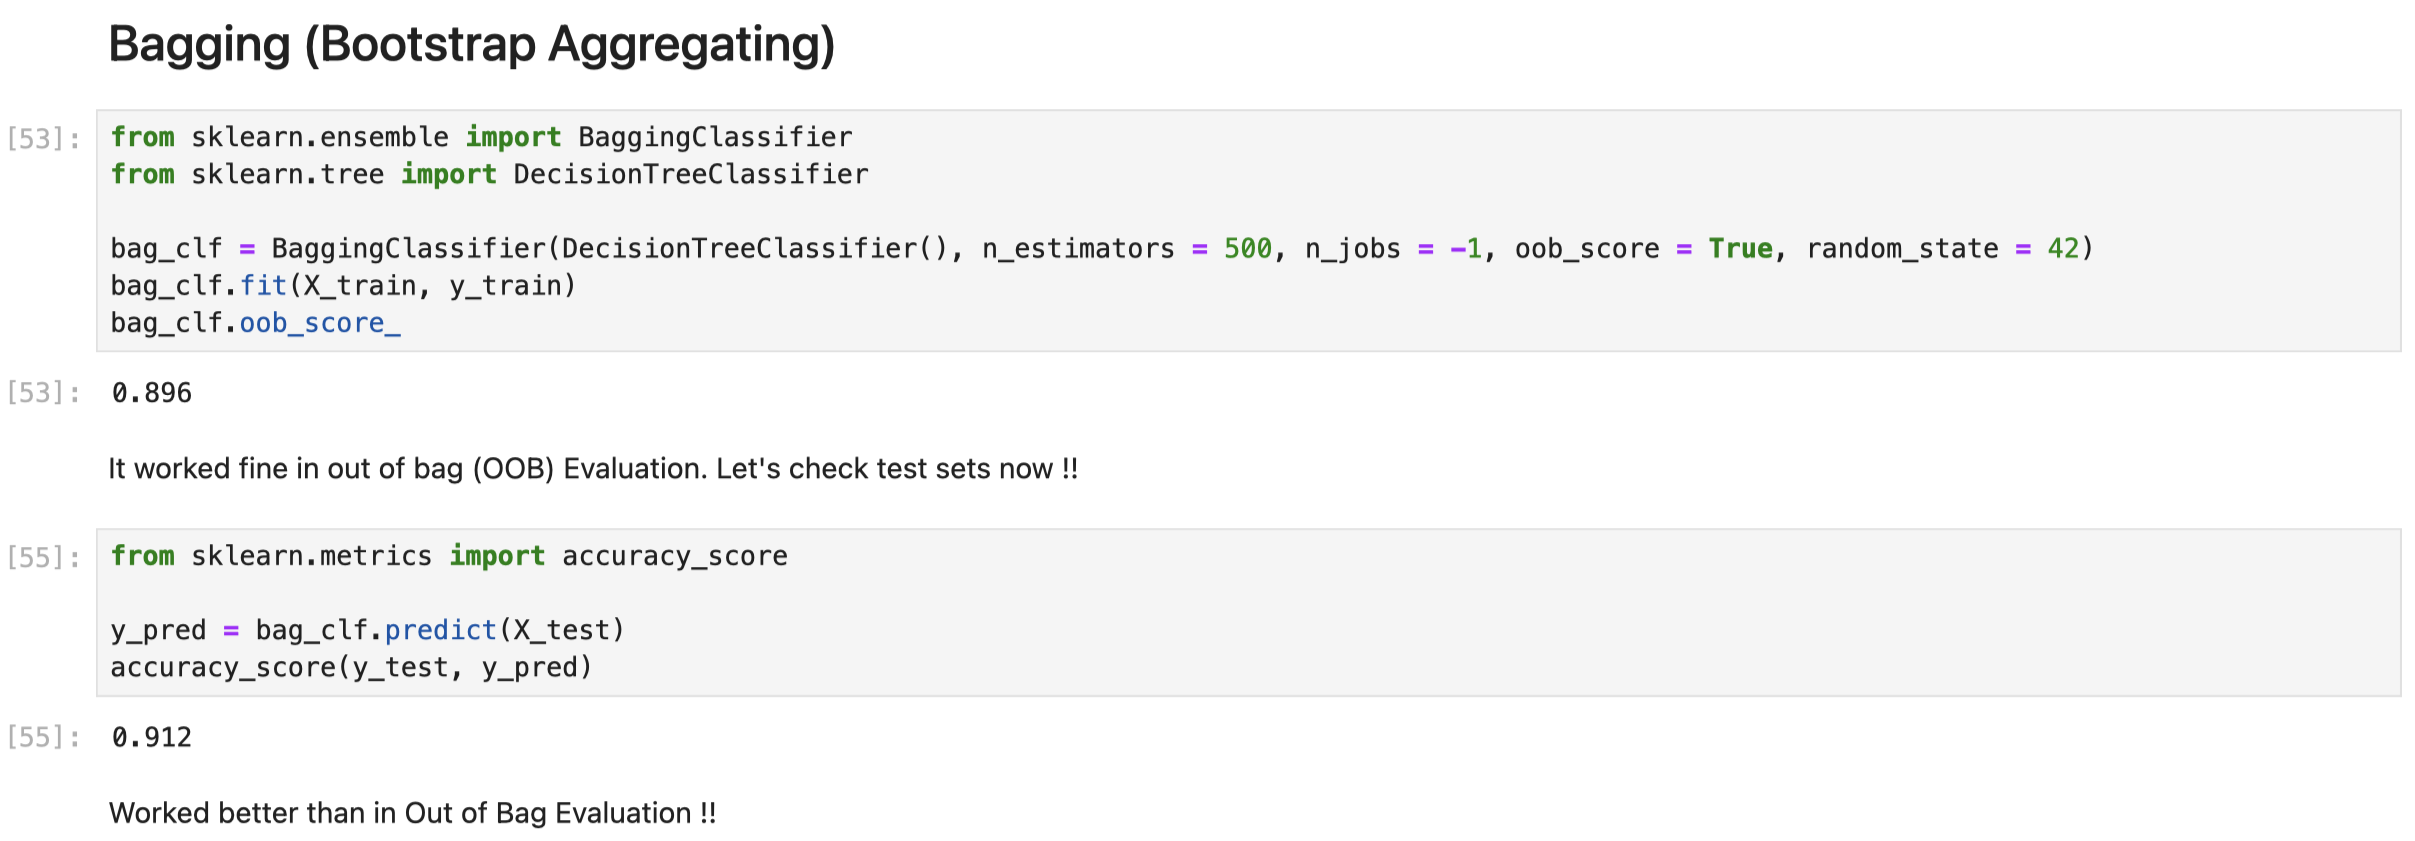 Bagging (Bootstrap Aggregating)
[53]: from sklearn.ensemble import BaggingClassifier
from sklearn.tree import DecisionTreeClassifier
bag_clf = BaggingClassifier(DecisionTreeClassifier(), n_estimators = 500, n_jobs = -1, oob_score = True, random_state = 42)
bag_clf.fit(X_train, y_train)
bag_clf.oob_score_
[53]: 0.896
It worked fine in out of bag (OOB) Evaluation. Let's check test sets now !!
[55]: from sklearn.metrics import accuracy_score
y_pred = bag_clf.predict(X_test)
accuracy_score(y_test, y_pred)
[55]: 0.912
Worked better than in Out of Bag Evaluation !!